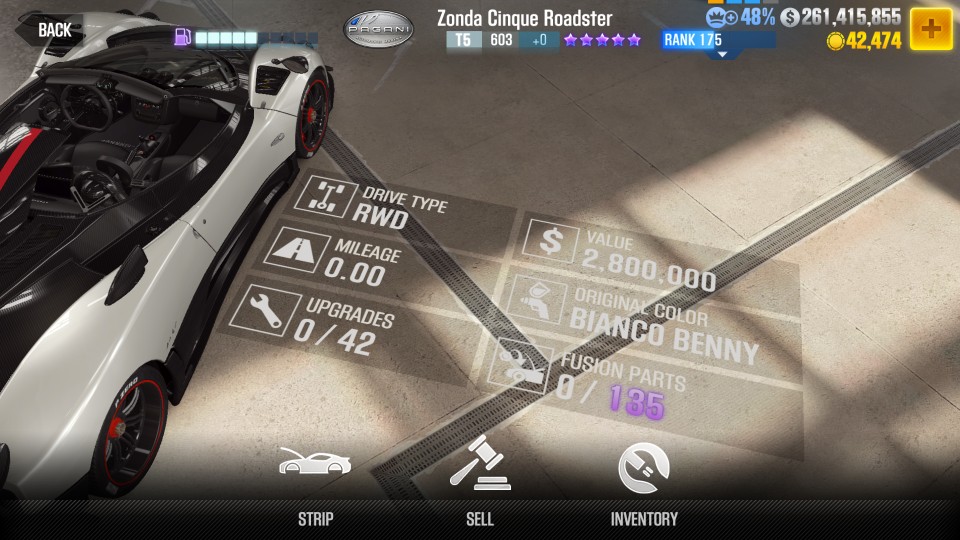 BACK
PAGANI
Zonda Cinque Roadster
T5 603 +0
48% $ 261,415,855
RANK 175
42,474
DRIVE TYPE
RWD
MILEAGE
0.00
UPGRADES
0 / 42
$
VALUE
2,800,000
ORIGINAL COLOR
BIANCO BENNY
FUSION PARTS
0 / 135
STRIP
SELL
INVENTORY